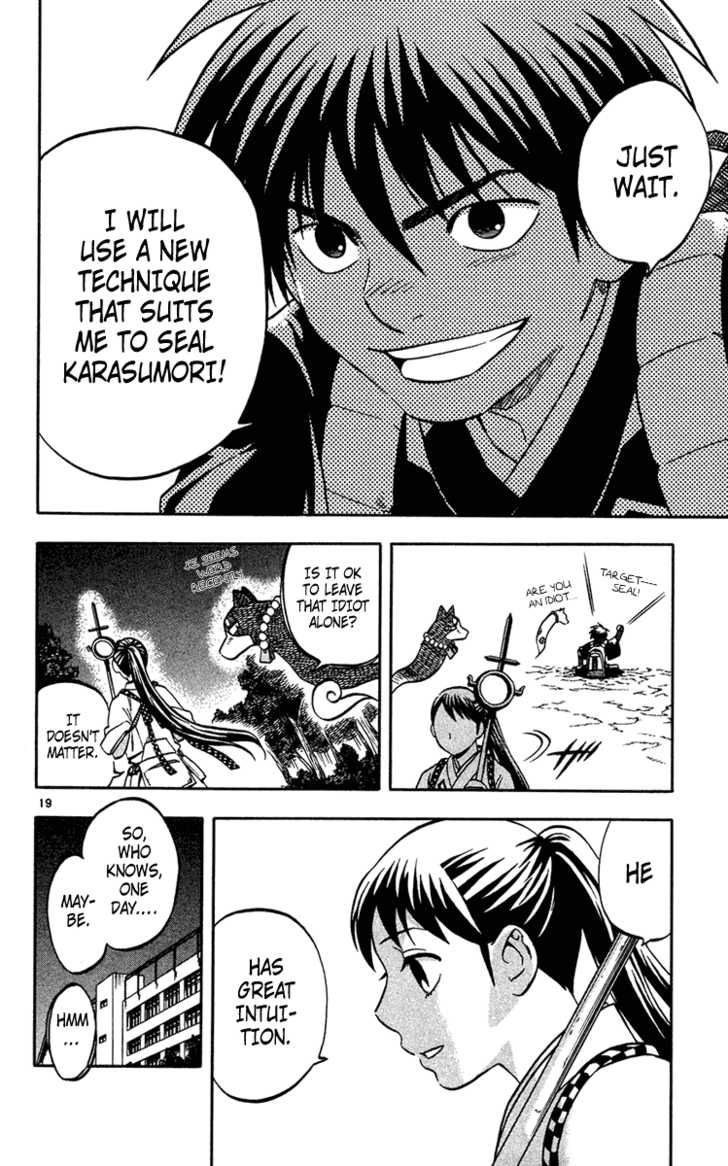 JUST
WAIT.
I WILL
USE A NEW
TECHNIQUE
THAT SUITS
ME TO SEAL
KARASUMORI!
TARGET—
SEAL!
ARE YOU
AN IDIOT...
IS IT OK
TO LEAVE
THAT IDIOT
ALONE?
HE SEEMS
WEIRD
RECENTLY
IT
DOESN'T
MATTER.
19
HE
HAS
GREAT
INTUI-
TION.
SO,
WHO
KNOWS,
ONE
DAY....
MAY-
BE.
HMM
...